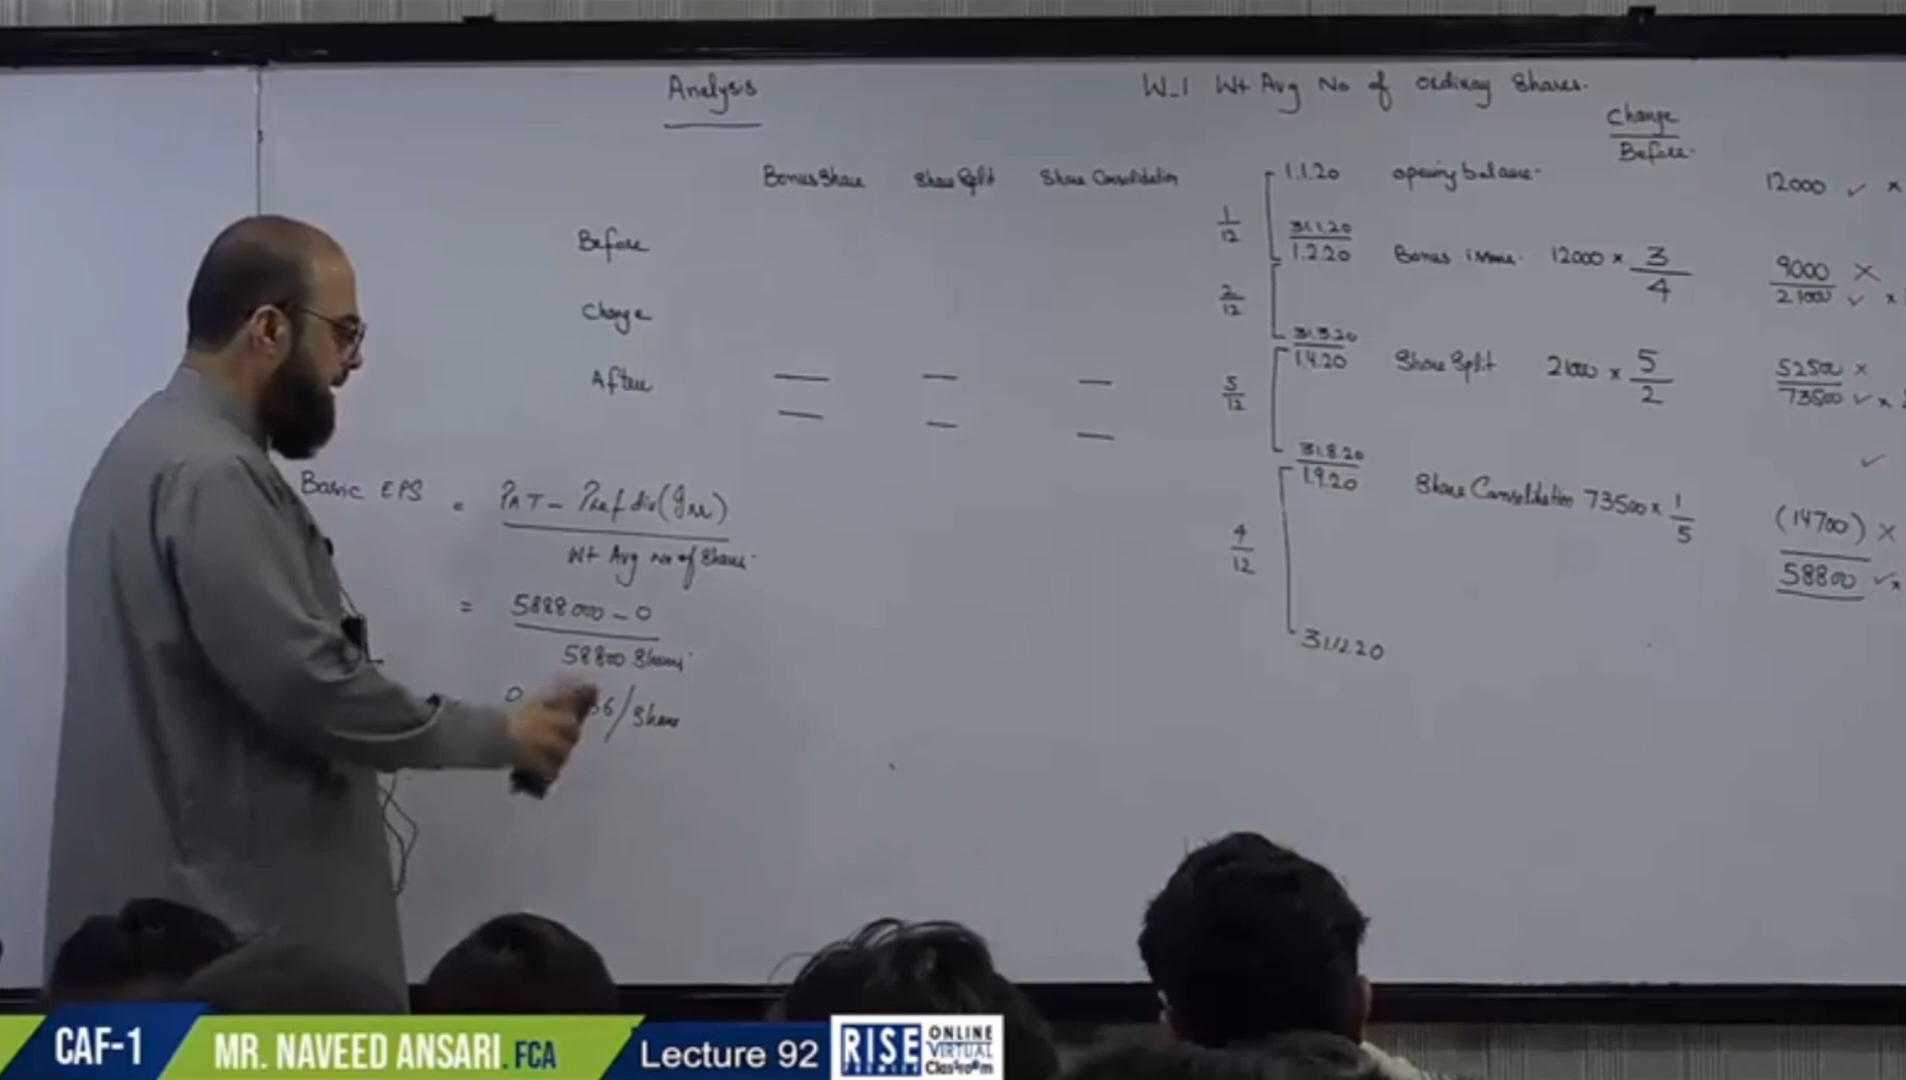 Analysis
Bonus Share Share Split Share Consolidation
Before
Change
After
Basic EPS = PAT - Pref div (
Wt Avg no of Shares
= 5888000 - 0
58800 Shares
/Share
W-1 Wt Avg No of ordinary Shares.
Change
Before
1/12 1.1.20 opening balance 12000 ✓ ×
31.1.20
2/12 1.2.20 Bonus issue 12000 × 3/4 9000 ×
21000 ✓ ×
31.3.20
5/12 1.4.20 Share Split 21000 × 5/2 52500 ×
73500 ✓ ×
31.8.20
4/12 1.9.20 Share Consolidation 73500 × 1/5 (14700) ×
58800 ✓ ×
31.12.20
CAF-1
MR. NAVEED ANSARI. FCA
Lecture 92
RISE
PREMIER
ONLINE
VIRTUAL
Classroom